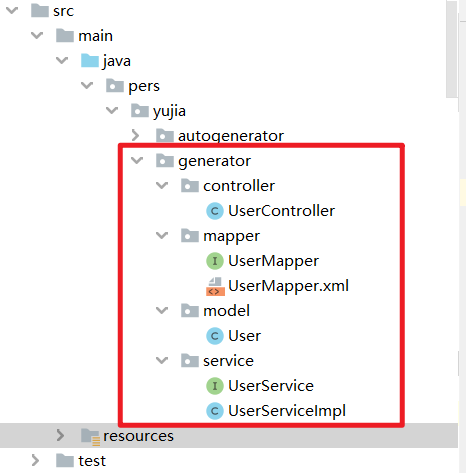 src
main
java
pers
yujia
autogenerator
generator
controller
UserController
mapper
UserMapper
UserMapper.xml
model
User
service
UserService
UserServiceImpl
resources
test